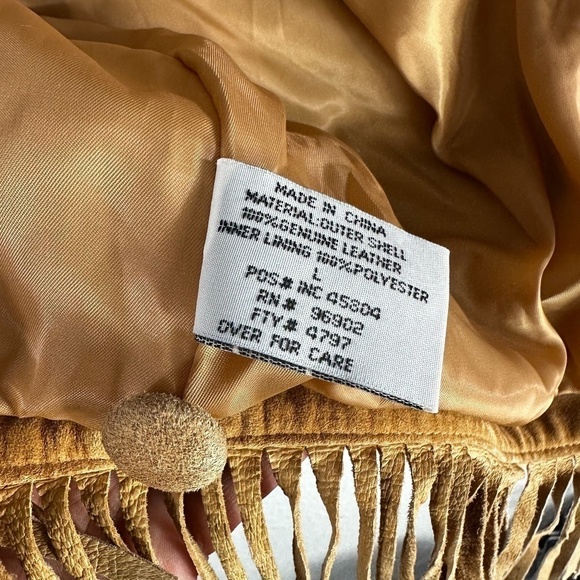 MADE IN CHINA
MATERIAL:OUTER SHELL
100%GENUINE LEATHER
INNER LINING 100%POLYESTER
L
POS# INC 45804
RN# 96902
FTY# 4797
OVER FOR CARE